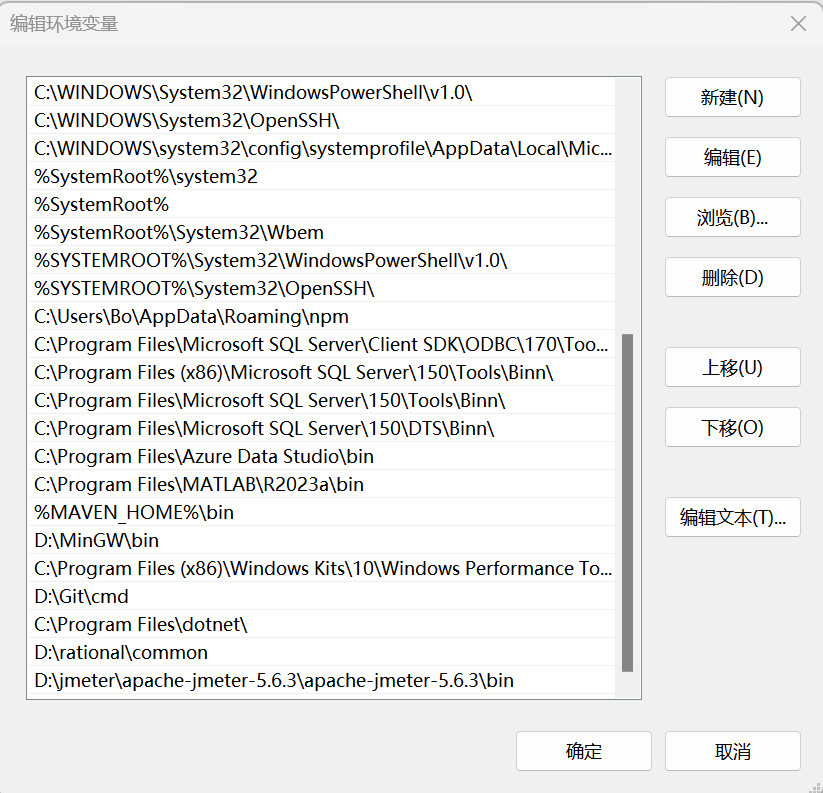 编辑环境变量
C:\WINDOWS\System32\WindowsPowerShell\v1.0\
C:\WINDOWS\System32\OpenSSH\
C:\WINDOWS\system32\config\systemprofile\AppData\Local\Mic...
%SystemRoot%\system32
%SystemRoot%
%SystemRoot%\System32\Wbem
%SYSTEMROOT%\System32\WindowsPowerShell\v1.0\
%SYSTEMROOT%\System32\OpenSSH\
C:\Users\Bo\AppData\Roaming\npm
C:\Program Files\Microsoft SQL Server\Client SDK\ODBC\170\Too...
C:\Program Files (x86)\Microsoft SQL Server\150\Tools\Binn\
C:\Program Files\Microsoft SQL Server\150\Tools\Binn\
C:\Program Files\Microsoft SQL Server\150\DTS\Binn\
C:\Program Files\Azure Data Studio\bin
C:\Program Files\MATLAB\R2023a\bin
%MAVEN_HOME%\bin
D:\MinGW\bin
C:\Program Files (x86)\Windows Kits\10\Windows Performance To...
D:\Git\cmd
C:\Program Files\dotnet\
D:\rational\common
D:\jmeter\apache-jmeter-5.6.3\apache-jmeter-5.6.3\bin
新建(N)
编辑(E)
浏览(B)...
删除(D)
上移(U)
下移(O)
编辑文本(T)...
确定
取消